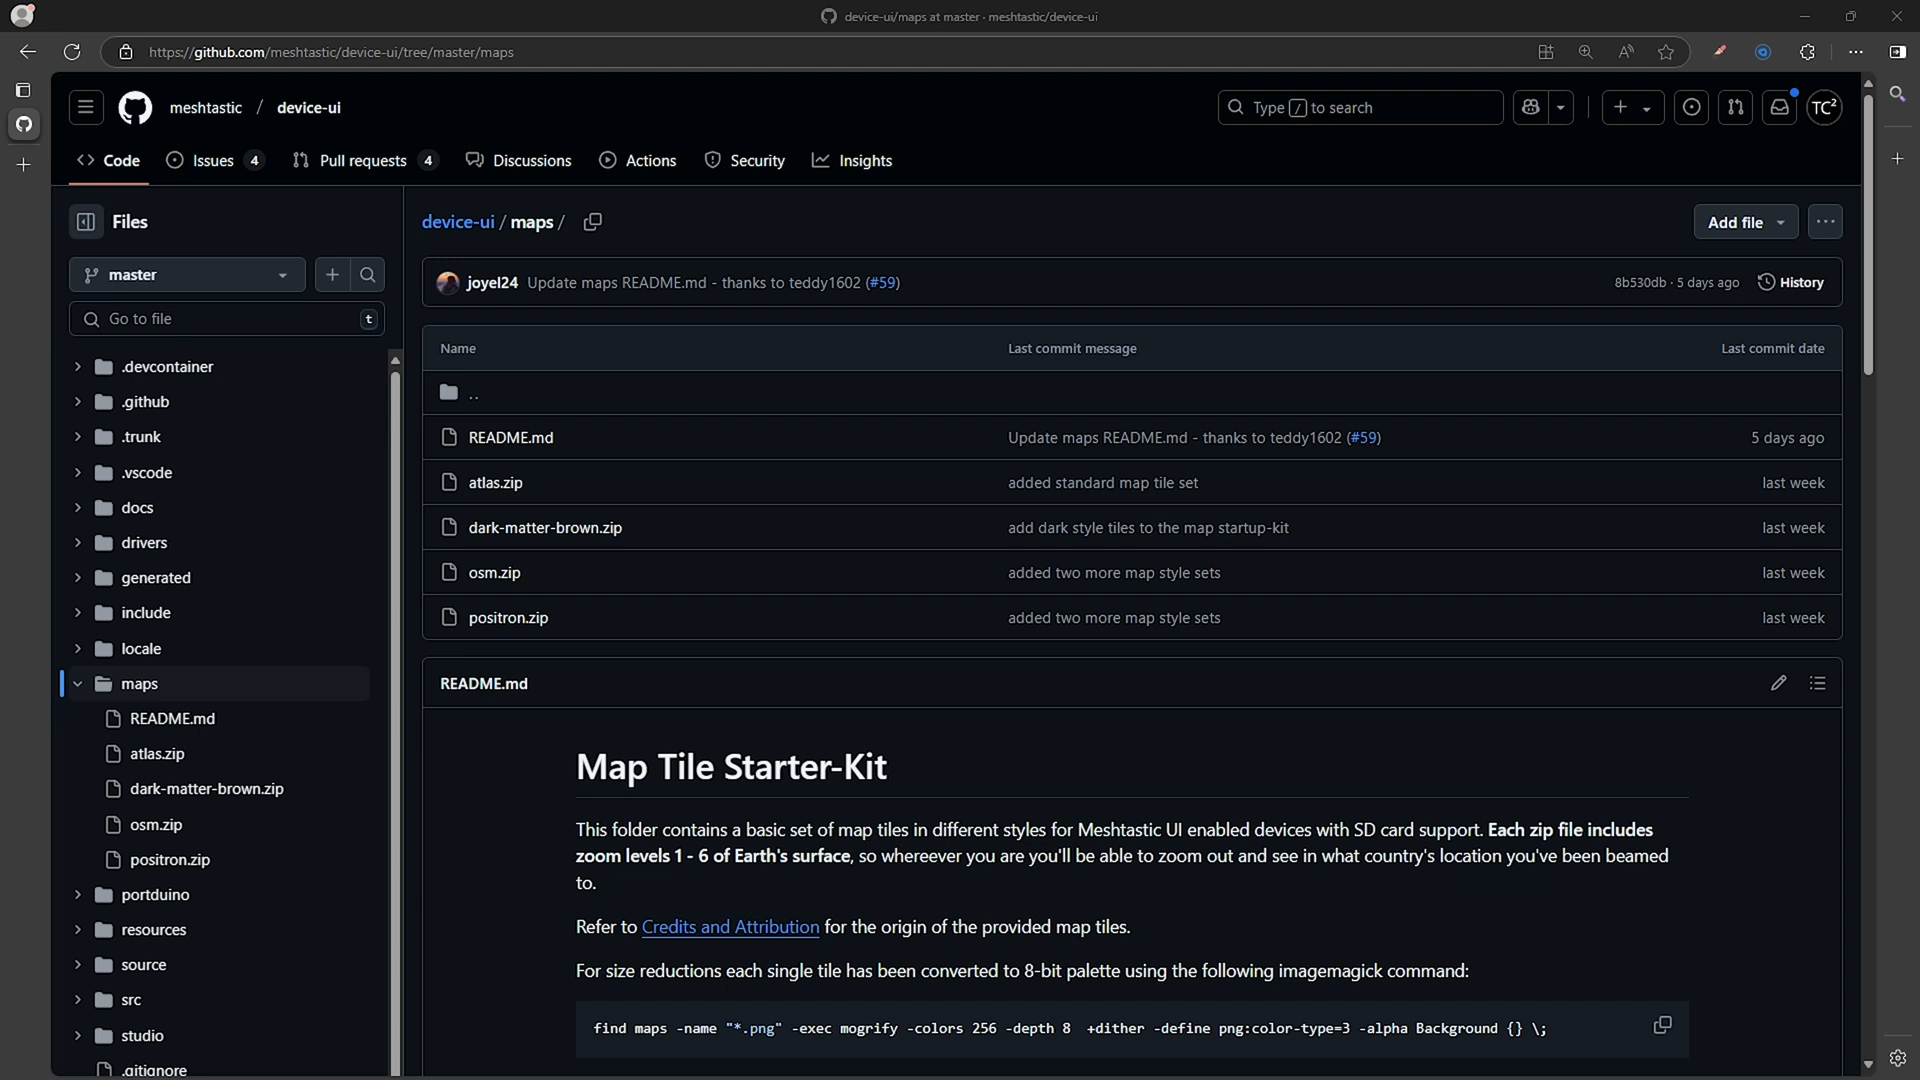 device-ui/maps at master · meshtastic/device-ui
https://github.com/meshtastic/device-ui/tree/master/maps
meshtastic / device-ui
Type / to search
TC²
Code
Issues 4
Pull requests 4
Discussions
Actions
Security
Insights
Files
master
Go to file
t
.devcontainer
.github
.trunk
.vscode
docs
drivers
generated
include
locale
maps
README.md
atlas.zip
dark-matter-brown.zip
osm.zip
positron.zip
portduino
resources
source
src
studio
.gitignore
device-ui / maps /
Add file
joyel24 Update maps README.md - thanks to teddy1602 (#59)
8b530db · 5 days ago
History
Name Last commit message Last commit date
..
README.md Update maps README.md - thanks to teddy1602 (#59) 5 days ago
atlas.zip added standard map tile set last week
dark-matter-brown.zip add dark style tiles to the map startup-kit last week
osm.zip added two more map style sets last week
positron.zip added two more map style sets last week
README.md
Map Tile Starter-Kit
This folder contains a basic set of map tiles in different styles for Meshtastic UI enabled devices with SD card support. Each zip file includes
zoom levels 1 - 6 of Earth's surface, so whereever you are you'll be able to zoom out and see in what country's location you've been beamed
to.
Refer to Credits and Attribution for the origin of the provided map tiles.
For size reductions each single tile has been converted to 8-bit palette using the following imagemagick command:
find maps -name "*.png" -exec mogrify -colors 256 -depth 8  +dither -define png:color-type=3 -alpha Background {} \;